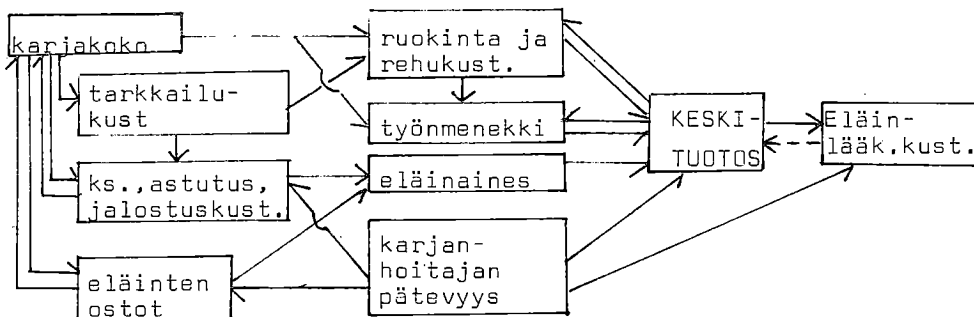 karjakoko
tarkkailu-
kust
ks.,astutus,
jalostuskust.
eläinten
ostot
ruokinta ja
rehukust.
työnmenekki
eläinaines
karjan-
hoitajan
pätevyys
KESKI-
TUOTOS
Eläin-
lääk.kust.